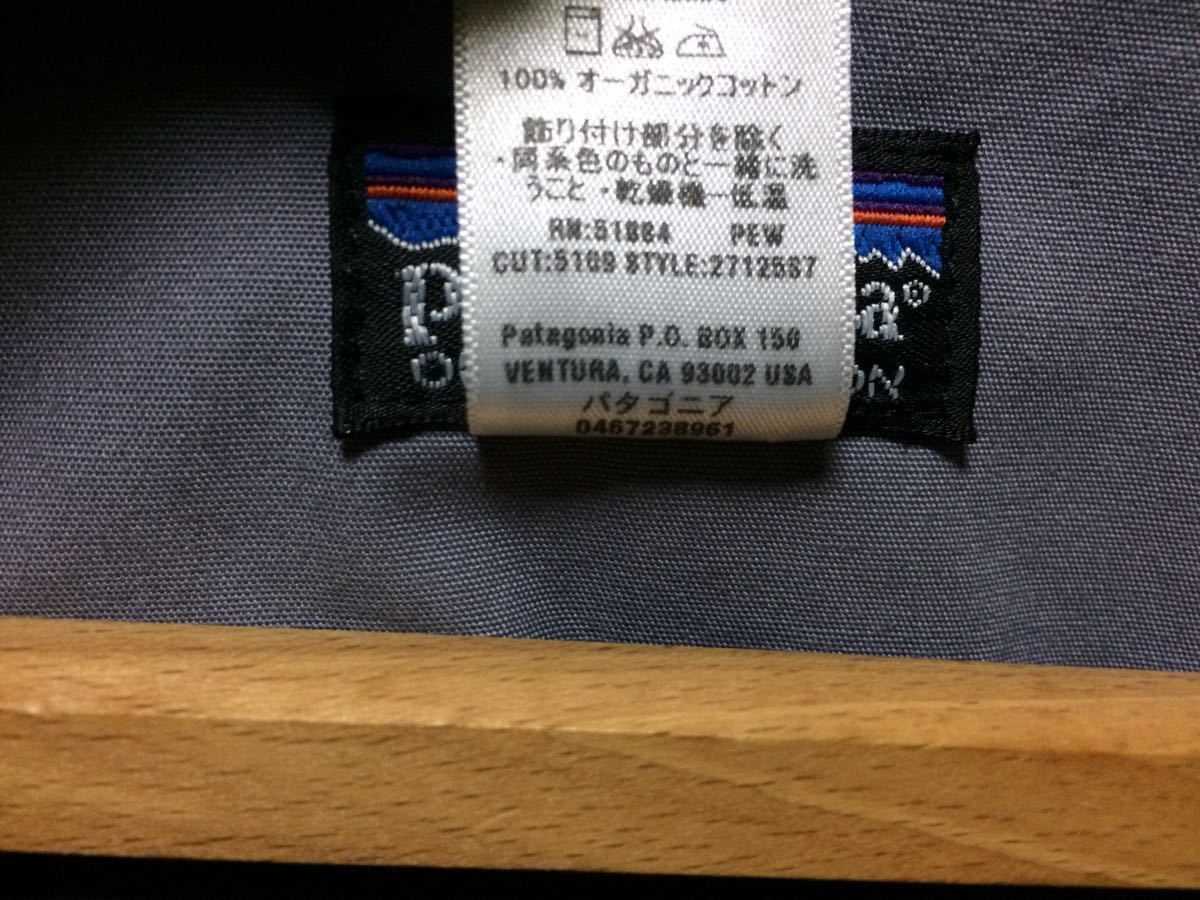 100% オーガニックコットン
飾り付け部分を除く
・同系色のものと一緒に洗
うこと・乾燥機ー低温
RN:51884 PEW
CUT:5109 STYLE:27125S7
Patagonia P.O. BOX 150
VENTURA, CA 93002 USA
パタゴニア
0467238961